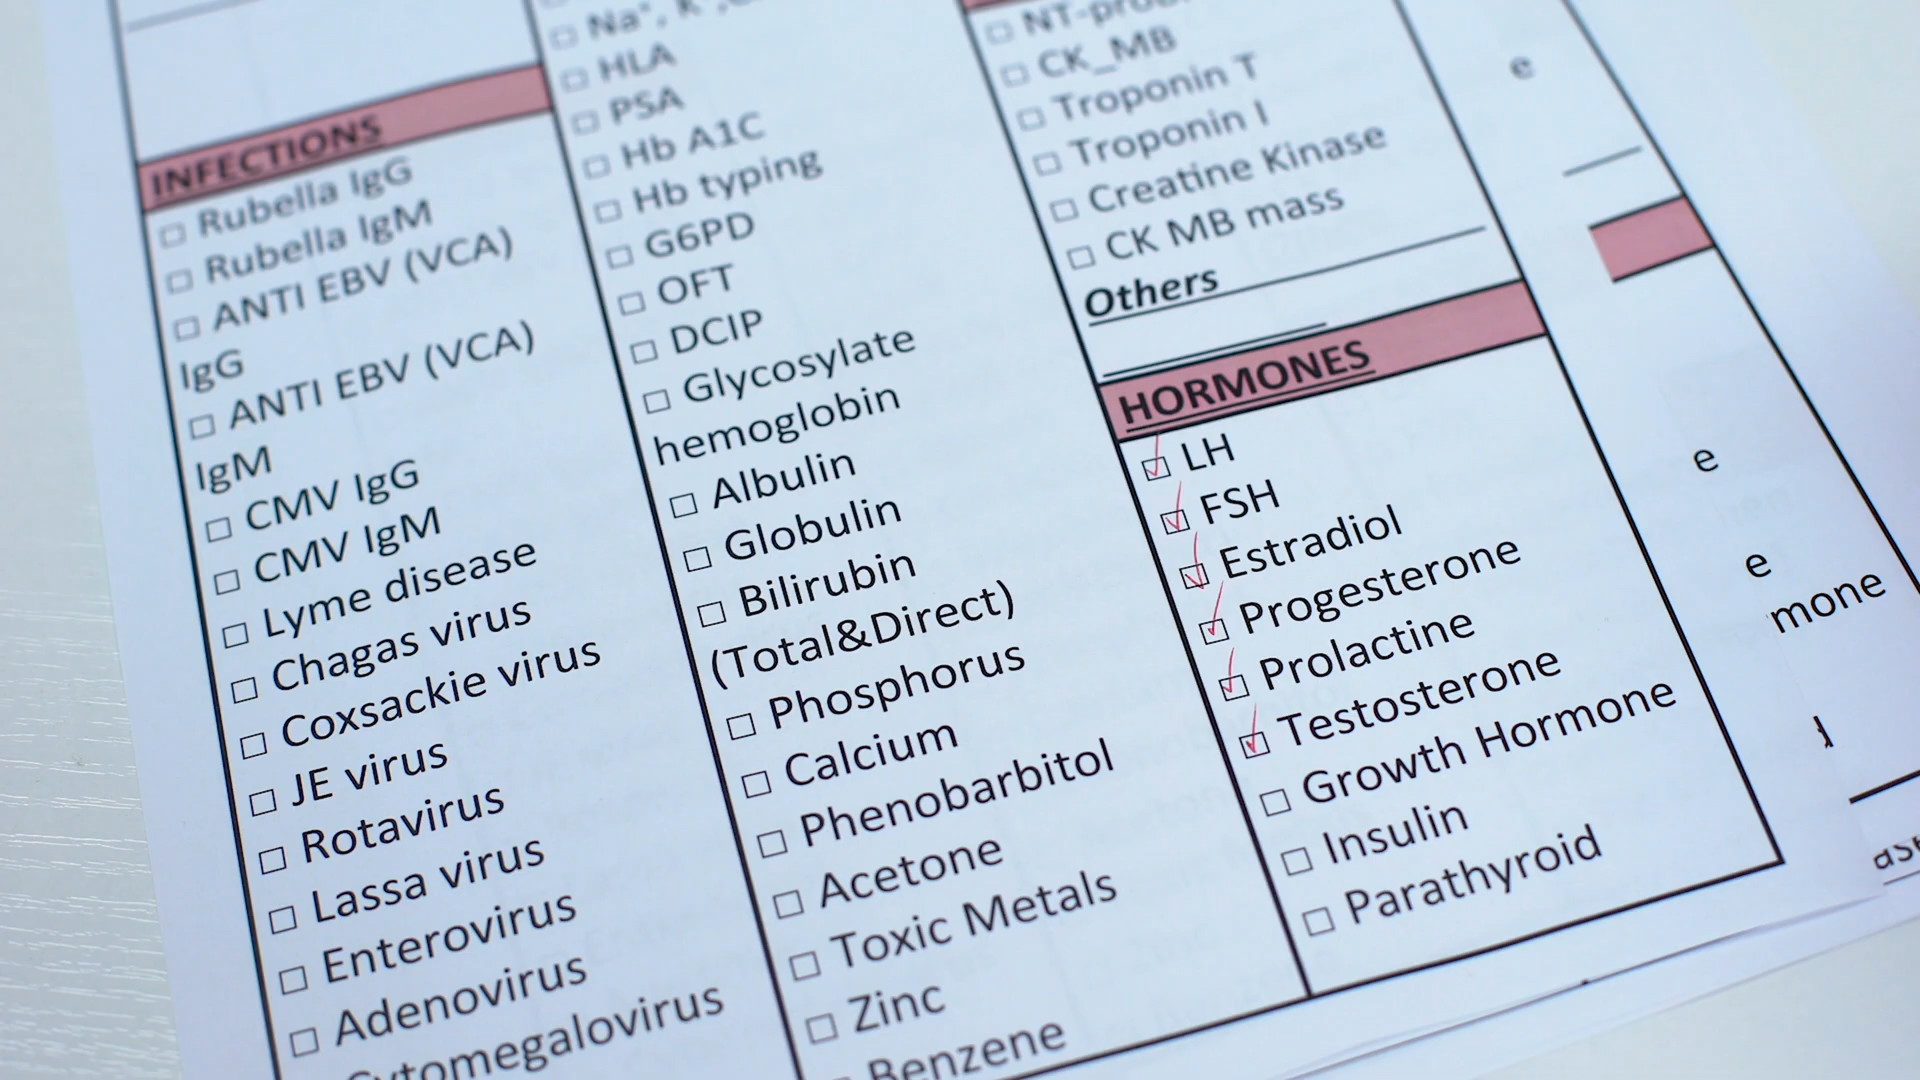 INFECTIONS
☐ Rubella IgG
☐ Rubella IgM
☐ ANTI EBV (VCA)
IgG
☐ ANTI EBV (VCA)
IgM
☐ CMV IgG
☐ CMV IgM
☐ Lyme disease
☐ Chagas virus
☐ Coxsackie virus
☐ JE virus
☐ Rotavirus
☐ Lassa virus
☐ Enterovirus
☐ Adenovirus
☐ Na⁺, K⁺,
☐ HLA
☐ PSA
☐ Hb A1C
☐ Hb typing
☐ G6PD
☐ OFT
☐ DCIP
☐ Glycosylate
hemoglobin
☐ Albulin
☐ Globulin
☐ Bilirubin
(Total&Direct)
☐ Phosphorus
☐ Calcium
☐ Phenobarbitol
☐ Acetone
☐ Toxic Metals
☐ Zinc
☐ Benzene
☐ CK_MB
☐ Troponin T
☐ Troponin I
☐ Creatine Kinase
☐ CK MB mass
Others
HORMONES
☑ LH
☑ FSH
☑ Estradiol
☑ Progesterone
☑ Prolactine
☑ Testosterone
☐ Growth Hormone
☐ Insulin
☐ Parathyroid
e
e
e
mone